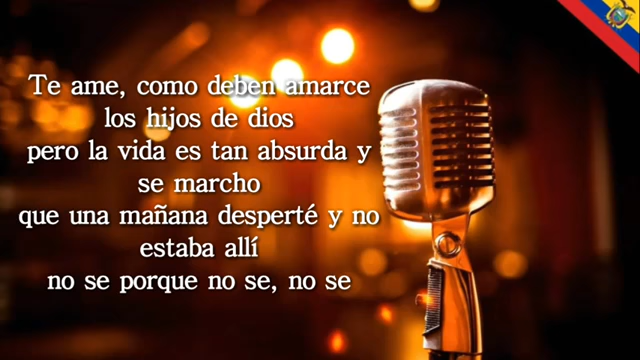 Te ame, como deben amarce
los hijos de dios
pero la vida es tan absurda y
se marcho
que una mañana desperté y no
estaba allí
no se porque no se, no se